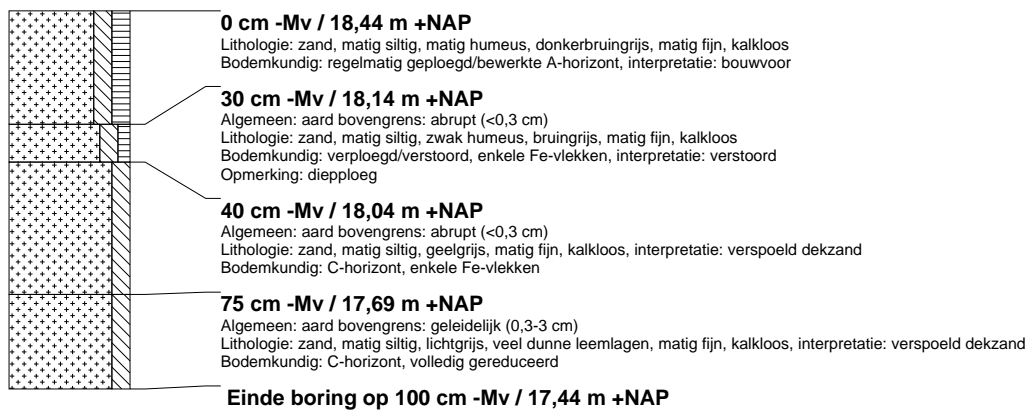 0 cm -Mv / 18,44 m +NAP
Lithologie: zand, matig siltig, matig humeus, donkerbruingrijs, matig fijn, kalkloos
Bodemkundig: regelmatig geploegd/bewerkte A-horizont, interpretatie: bouwvoor
30 cm -Mv / 18,14 m +NAP
Algemeen: aard bovengrens: abrupt (<0,3 cm)
Lithologie: zand, matig siltig, zwak humeus, bruingrijs, matig fijn, kalkloos
Bodemkundig: verploegd/verstoord, enkele Fe-vlekken, interpretatie: verstoord
Opmerking: diepploeg
40 cm -Mv / 18,04 m +NAP
Algemeen: aard bovengrens: abrupt (<0,3 cm)
Lithologie: zand, matig siltig, geelgrijs, matig fijn, kalkloos, interpretatie: verspoeld dekzand
Bodemkundig: C-horizont, enkele Fe-vlekken
75 cm -Mv / 17,69 m +NAP
Algemeen: aard bovengrens: geleidelijk (0,3-3 cm)
Lithologie: zand, matig siltig, lichtgrijs, veel dunne leemlagen, matig fijn, kalkloos, interpretatie: verspoeld dekzand
Bodemkundig: C-horizont, volledig gereduceerd
Einde boring op 100 cm -Mv / 17,44 m +NAP